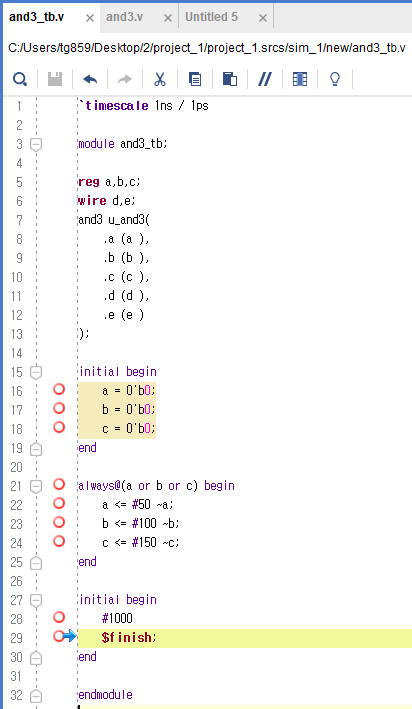 and3_tb.v × and3.v × Untitled 5 ×
C:/Users/tg859/Desktop/2/project_1/project_1.srcs/sim_1/new/and3_tb.v
1 `timescale 1ns / 1ps
2
3 module and3_tb;
4
5 reg a,b,c;
6 wire d,e;
7 and3 u_and3(
8 .a (a ),
9 .b (b ),
10 .c (c ),
11 .d (d ),
12 .e (e )
13 );
14
15 initial begin
16 a = 0'b0;
17 b = 0'b0;
18 c = 0'b0;
19 end
20
21 always@(a or b or c) begin
22 a <= #50 ~a;
23 b <= #100 ~b;
24 c <= #150 ~c;
25 end
26
27 initial begin
28 #1000
29 $finish;
30 end
31
32 endmodule